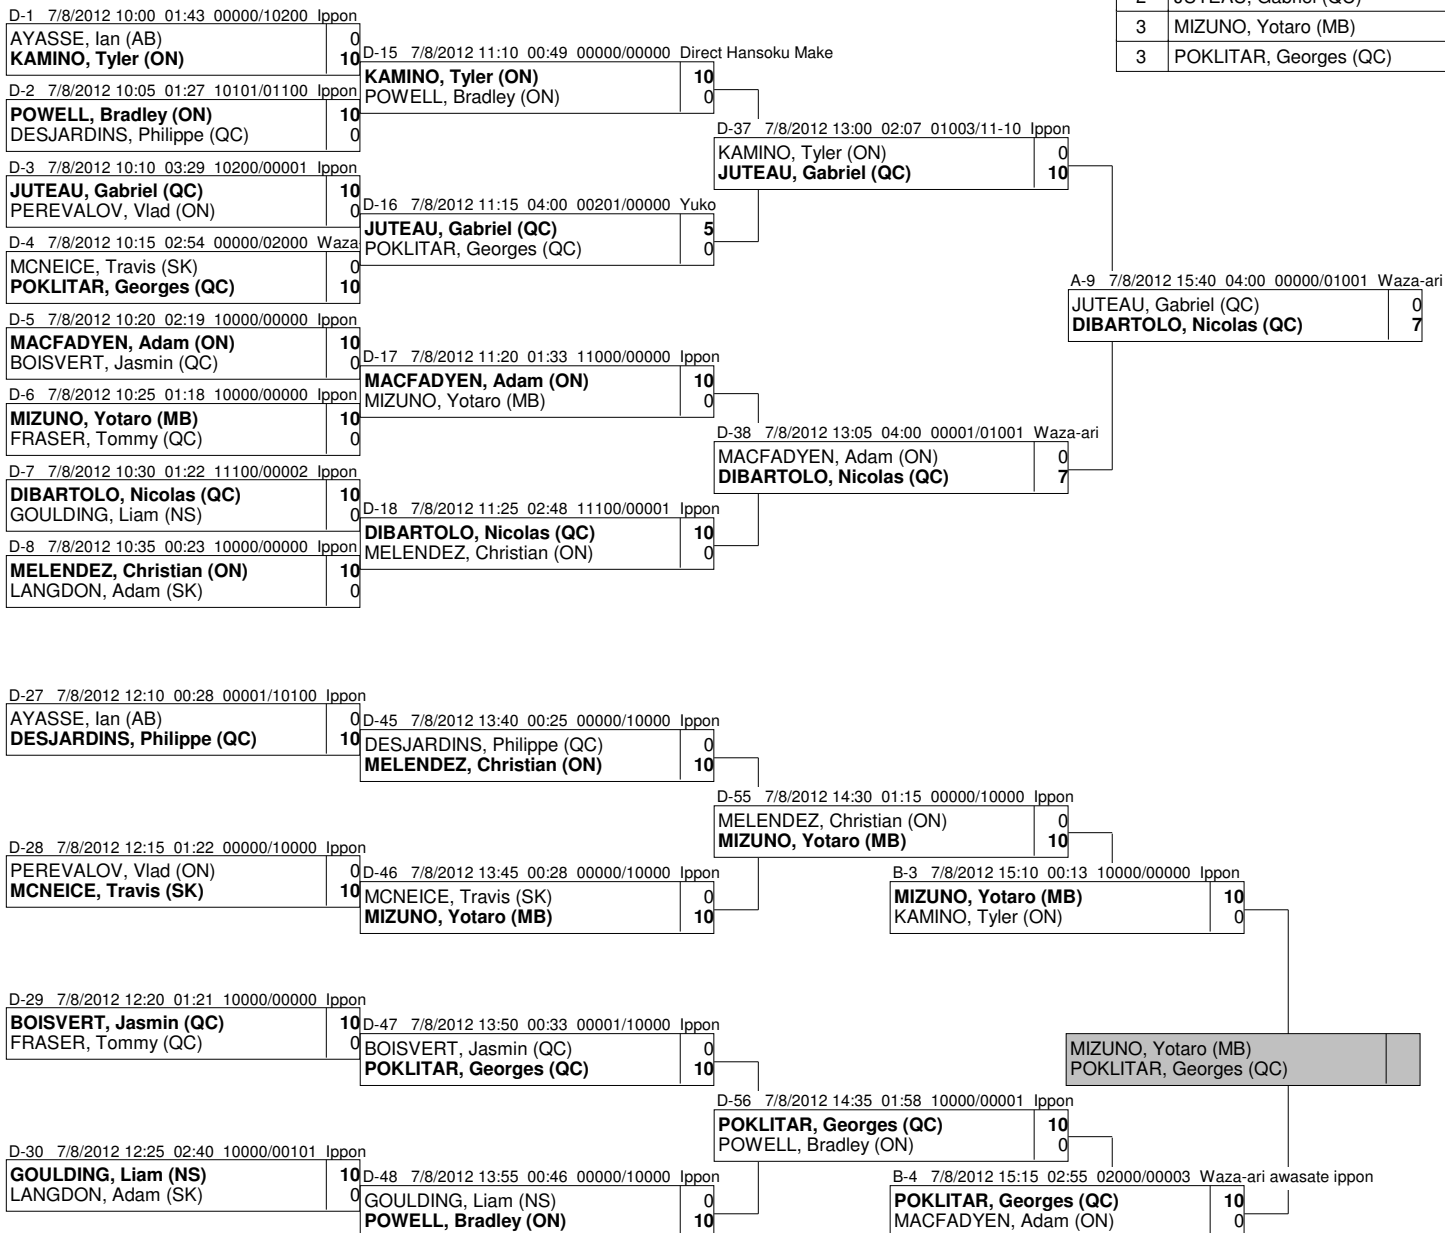 2 JUTEAU, Gabriel (QC)
3 MIZUNO, Yotaro (MB)
3 POKLITAR, Georges (QC)
D-1 7/8/2012 10:00 01:43 00000/10200 Ippon
AYASSE, Ian (AB) 0
KAMINO, Tyler (ON) 10
D-2 7/8/2012 10:05 01:27 10101/01100 Ippon
POWELL, Bradley (ON) 10
DESJARDINS, Philippe (QC) 0
D-3 7/8/2012 10:10 03:29 10200/00001 Ippon
JUTEAU, Gabriel (QC) 10
PEREVALOV, Vlad (ON) 0
D-4 7/8/2012 10:15 02:54 00000/02000 Waza-
MCNEICE, Travis (SK) 0
POKLITAR, Georges (QC) 10
D-5 7/8/2012 10:20 02:19 10000/00000 Ippon
MACFADYEN, Adam (ON) 10
BOISVERT, Jasmin (QC) 0
D-6 7/8/2012 10:25 01:18 10000/00000 Ippon
MIZUNO, Yotaro (MB) 10
FRASER, Tommy (QC) 0
D-7 7/8/2012 10:30 01:22 11100/00002 Ippon
DIBARTOLO, Nicolas (QC) 10
GOULDING, Liam (NS) 0
D-8 7/8/2012 10:35 00:23 10000/00000 Ippon
MELENDEZ, Christian (ON) 10
LANGDON, Adam (SK) 0
D-15 7/8/2012 11:10 00:49 00000/00000 Direct Hansoku Make
KAMINO, Tyler (ON) 10
POWELL, Bradley (ON) 0
D-16 7/8/2012 11:15 04:00 00201/00000 Yuko
JUTEAU, Gabriel (QC) 5
POKLITAR, Georges (QC) 0
D-17 7/8/2012 11:20 01:33 11000/00000 Ippon
MACFADYEN, Adam (ON) 10
MIZUNO, Yotaro (MB) 0
D-18 7/8/2012 11:25 02:48 11100/00001 Ippon
DIBARTOLO, Nicolas (QC) 10
MELENDEZ, Christian (ON) 0
D-37 7/8/2012 13:00 02:07 01003/11-10 Ippon
KAMINO, Tyler (ON) 0
JUTEAU, Gabriel (QC) 10
D-38 7/8/2012 13:05 04:00 00001/01001 Waza-ari
MACFADYEN, Adam (ON) 0
DIBARTOLO, Nicolas (QC) 7
A-9 7/8/2012 15:40 04:00 00000/01001 Waza-ari
JUTEAU, Gabriel (QC) 0
DIBARTOLO, Nicolas (QC) 7
D-27 7/8/2012 12:10 00:28 00001/10100 Ippon
AYASSE, Ian (AB) 0
DESJARDINS, Philippe (QC) 10
D-28 7/8/2012 12:15 01:22 00000/10000 Ippon
PEREVALOV, Vlad (ON) 0
MCNEICE, Travis (SK) 10
D-29 7/8/2012 12:20 01:21 10000/00000 Ippon
BOISVERT, Jasmin (QC) 10
FRASER, Tommy (QC) 0
D-30 7/8/2012 12:25 02:40 10000/00101 Ippon
GOULDING, Liam (NS) 10
LANGDON, Adam (SK) 0
D-45 7/8/2012 13:40 00:25 00000/10000 Ippon
DESJARDINS, Philippe (QC) 0
MELENDEZ, Christian (ON) 10
D-46 7/8/2012 13:45 00:28 00000/10000 Ippon
MCNEICE, Travis (SK) 0
MIZUNO, Yotaro (MB) 10
D-47 7/8/2012 13:50 00:33 00001/10000 Ippon
BOISVERT, Jasmin (QC) 0
POKLITAR, Georges (QC) 10
D-48 7/8/2012 13:55 00:46 00000/10000 Ippon
GOULDING, Liam (NS) 0
POWELL, Bradley (ON) 10
D-55 7/8/2012 14:30 01:15 00000/10000 Ippon
MELENDEZ, Christian (ON) 0
MIZUNO, Yotaro (MB) 10
D-56 7/8/2012 14:35 01:58 10000/00001 Ippon
POKLITAR, Georges (QC) 10
POWELL, Bradley (ON) 0
B-3 7/8/2012 15:10 00:13 10000/00000 Ippon
MIZUNO, Yotaro (MB) 10
KAMINO, Tyler (ON) 0
B-4 7/8/2012 15:15 02:55 02000/00003 Waza-ari awasate ippon
POKLITAR, Georges (QC) 10
MACFADYEN, Adam (ON) 0
MIZUNO, Yotaro (MB)
POKLITAR, Georges (QC)